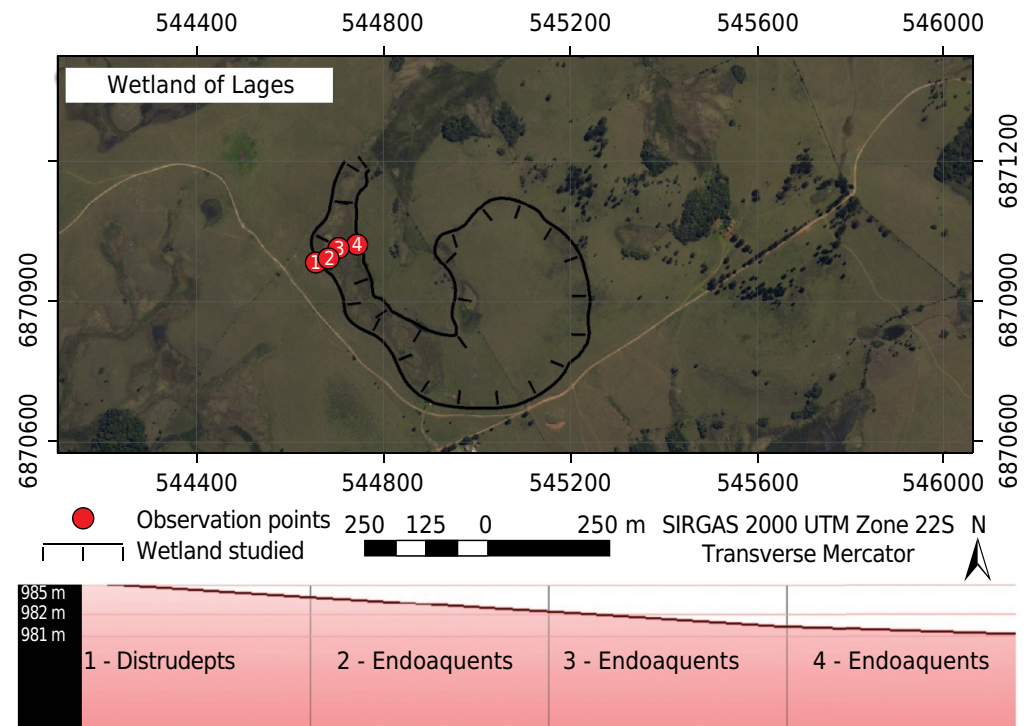 544400 544800 545200 545600 546000
Wetland of Lages
6871200
6870900
6870900
6870600
6870600
1 2 3 4
544400 544800 545200 545600 546000
Observation points
Wetland studied
250 125 0 250 m
SIRGAS 2000 UTM Zone 22S
Transverse Mercator
N
985 m
982 m
981 m
1 - Distrudepts 2 - Endoaquents 3 - Endoaquents 4 - Endoaquents